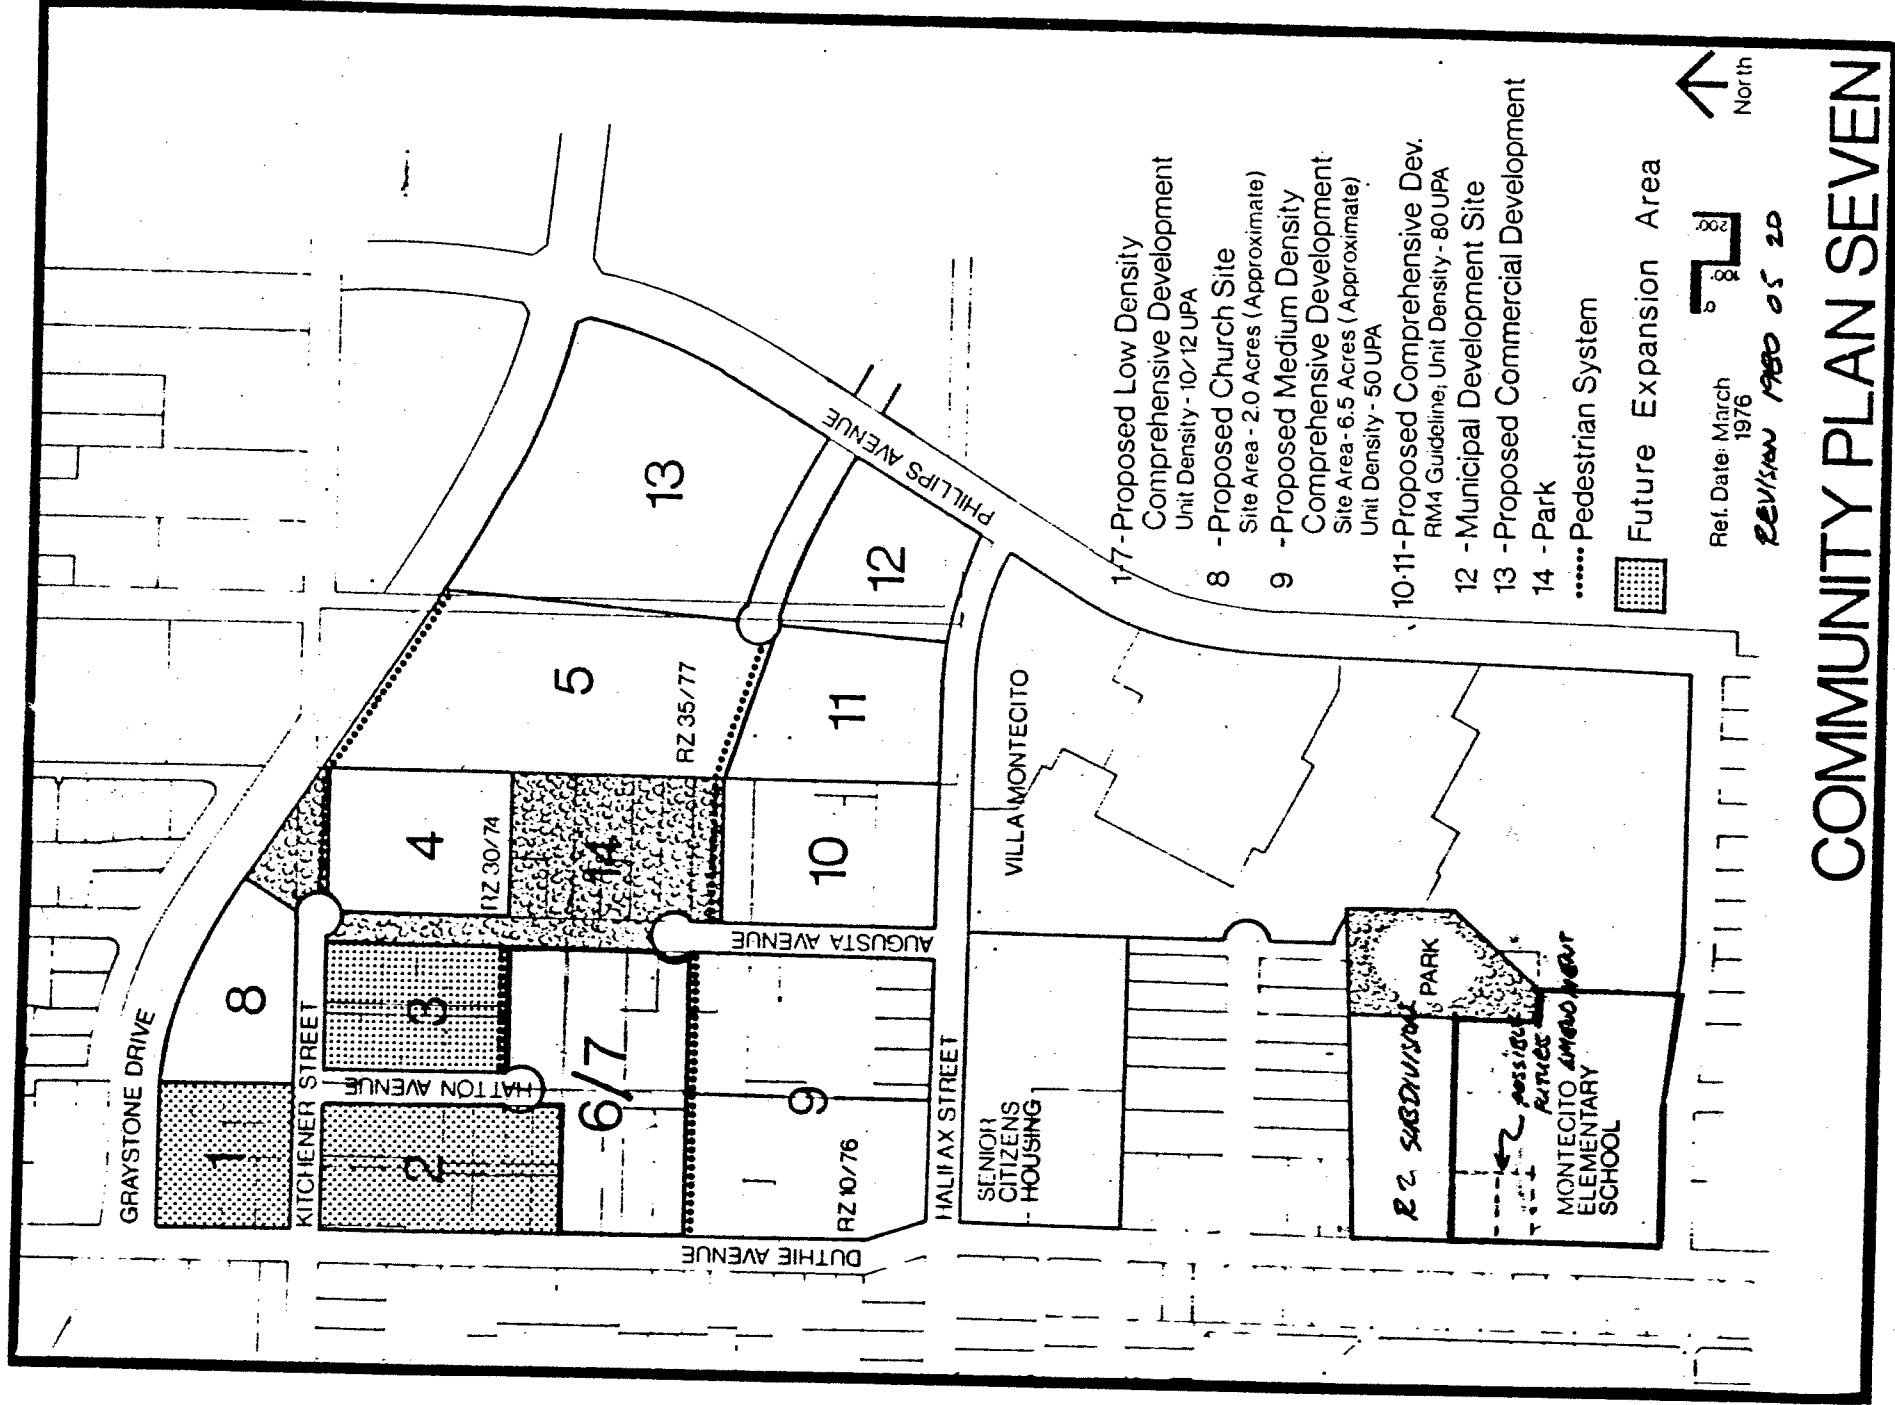 GRAYSTONE DRIVE
KITCHENER STREET
HATTON AVENUE
AUGUSTA AVENUE
DUTHIE AVENUE
HALIFAX STREET
PHILLIPS AVENUE
1
2
3
4
RZ 30/74
5
RZ 35/77
6/7
8
9
RZ 10/76
10
11
12
13
14
VILLA MONTECITO
SENIOR
CITIZENS
HOUSING
PARK
R2 SUBDIVISION
POSSIBLE
FUTURE
AMENDMENT
MONTECITO
ELEMENTARY
SCHOOL
1-7-Proposed Low Density
Comprehensive Development
Unit Density - 10/12 UPA
8 -Proposed Church Site
Site Area - 2.0 Acres (Approximate)
9 -Proposed Medium Density
Comprehensive Development
Site Area - 6.5 Acres (Approximate)
Unit Density - 50 UPA
10-11-Proposed Comprehensive Dev.
RM4 Guideline; Unit Density - 80 UPA
12 -Municipal Development Site
13 -Proposed Commercial Development
14 -Park
Pedestrian System
Future Expansion Area
Ref. Date: March
1976
REVISION 1980 05 20
0 100' 200'
North
COMMUNITY PLAN SEVEN